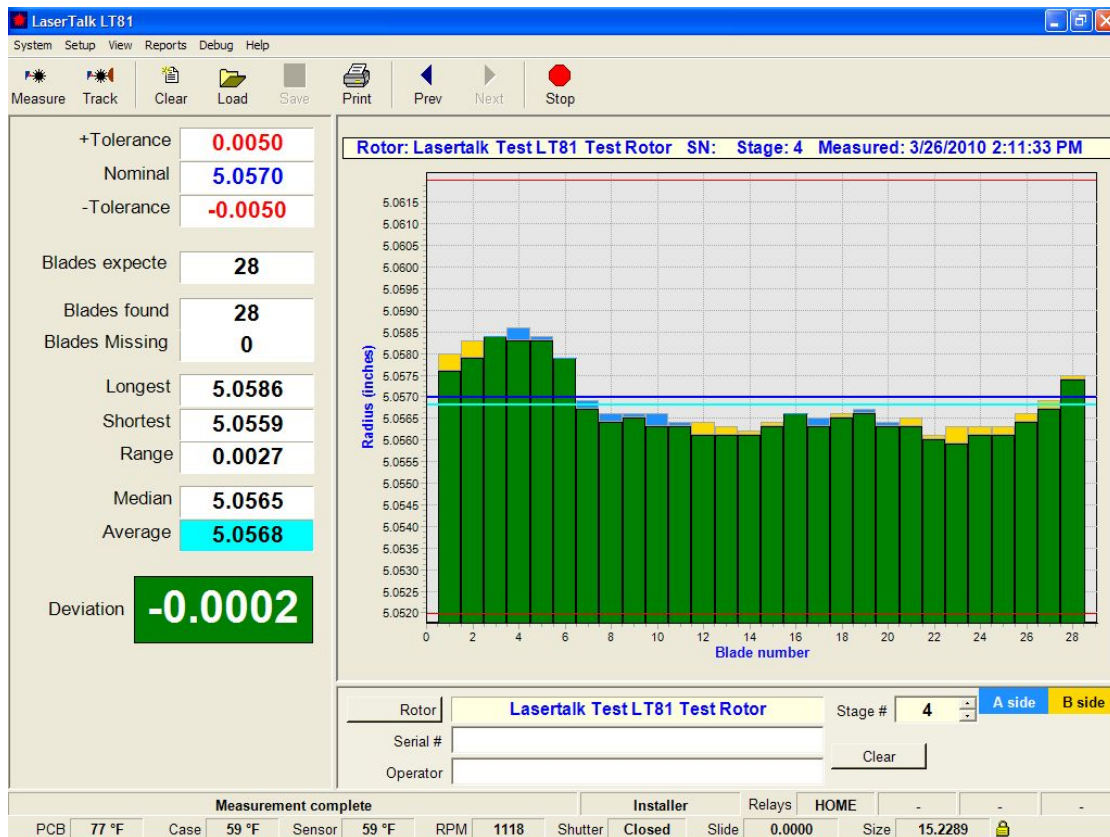 LaserTalk LT81
System Setup View Reports Debug Help
Measure Track Clear Load Save Print Prev Next Stop
+Tolerance 0.0050
Nominal 5.0570
-Tolerance -0.0050
Blades expecte 28
Blades found 28
Blades Missing 0
Longest 5.0586
Shortest 5.0559
Range 0.0027
Median 5.0565
Average 5.0568
Deviation -0.0002
Rotor: Lasertalk Test LT81 Test Rotor SN: Stage: 4 Measured: 3/26/2010 2:11:33 PM
Radius (inches)
5.0615
5.0610
5.0605
5.0600
5.0595
5.0590
5.0585
5.0580
5.0575
5.0570
5.0565
5.0560
5.0555
5.0550
5.0545
5.0540
5.0535
5.0530
5.0525
5.0520
0 2 4 6 8 10 12 14 16 18 20 22 24 26 28
Blade number
Rotor Lasertalk Test LT81 Test Rotor Stage # 4 A side B side
Serial #
Clear
Operator
Measurement complete Installer Relays HOME - - -
PCB 77 °F Case 59 °F Sensor 59 °F RPM 1118 Shutter Closed Slide 0.0000 Size 15.2289